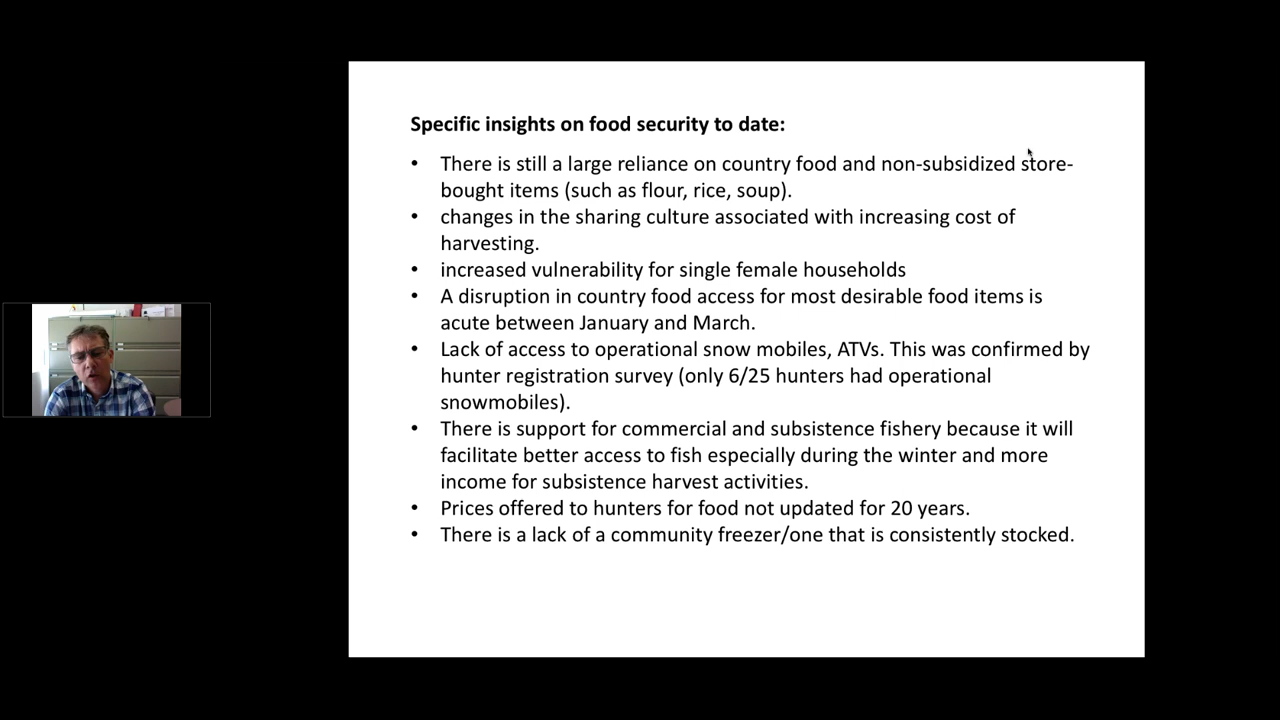 Specific insights on food security to date:
• There is still a large reliance on country food and non-subsidized store-
bought items (such as flour, rice, soup).
• changes in the sharing culture associated with increasing cost of
harvesting.
• increased vulnerability for single female households
• A disruption in country food access for most desirable food items is
acute between January and March.
• Lack of access to operational snow mobiles, ATVs. This was confirmed by
hunter registration survey (only 6/25 hunters had operational
snowmobiles).
• There is support for commercial and subsistence fishery because it will
facilitate better access to fish especially during the winter and more
income for subsistence harvest activities.
• Prices offered to hunters for food not updated for 20 years.
• There is a lack of a community freezer/one that is consistently stocked.